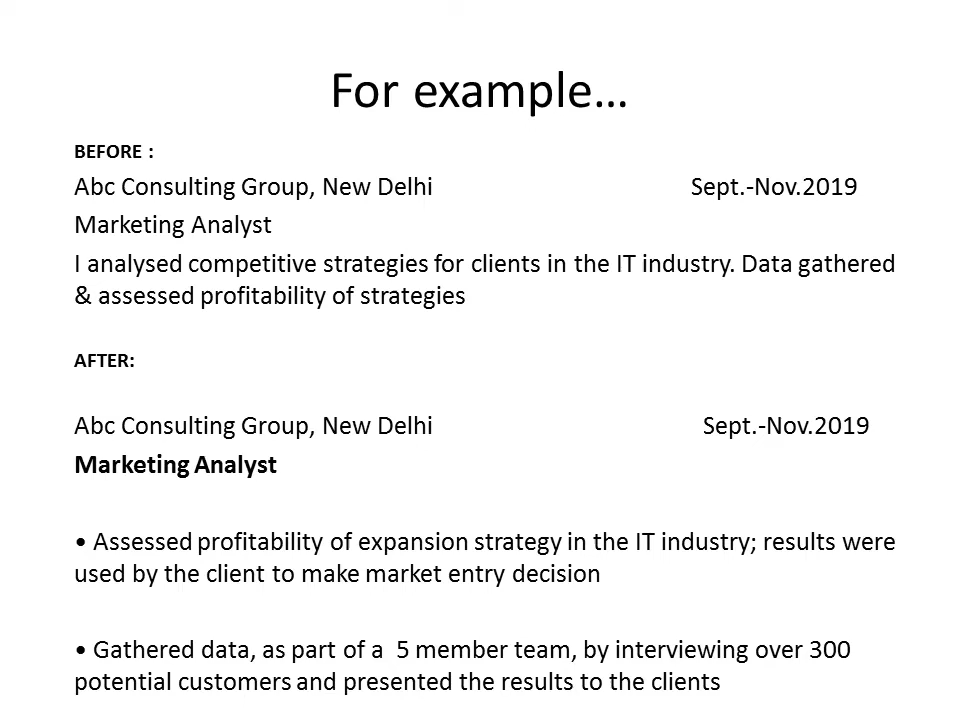 For example...
BEFORE :
Abc Consulting Group, New Delhi Sept.-Nov.2019
Marketing Analyst
I analysed competitive strategies for clients in the IT industry. Data gathered
& assessed profitability of strategies
AFTER:
Abc Consulting Group, New Delhi Sept.-Nov.2019
Marketing Analyst
• Assessed profitability of expansion strategy in the IT industry; results were
used by the client to make market entry decision
• Gathered data, as part of a 5 member team, by interviewing over 300
potential customers and presented the results to the clients